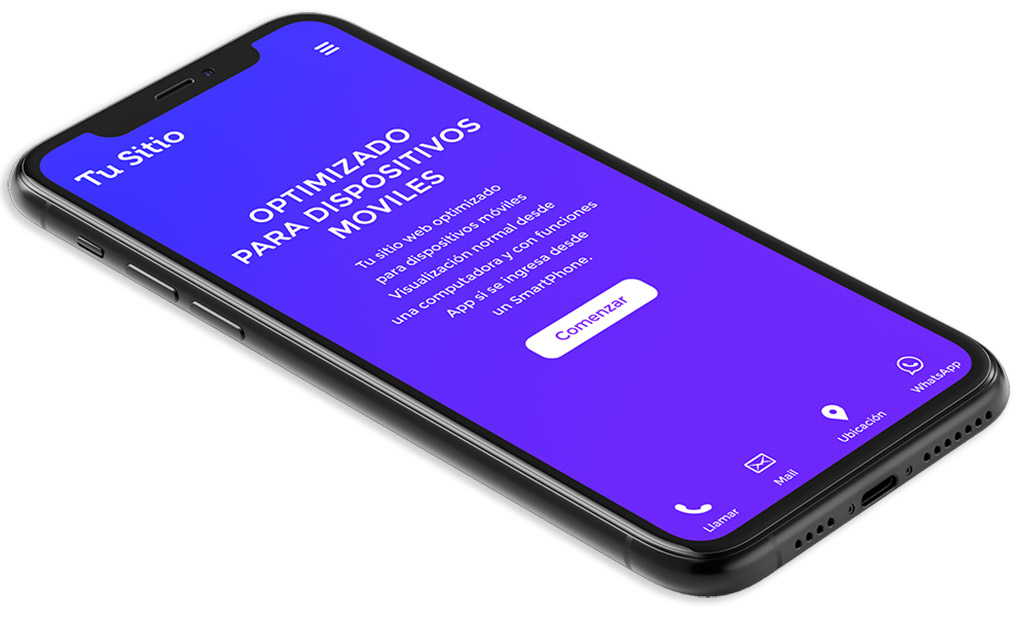 Tu Sitio
OPTIMIZADO
PARA DISPOSITIVOS
MOVILES
Tu sitio web optimizado
para dispositivos móviles
Visualización normal desde
una computadora y con funciones
App si se ingresa desde
un SmartPhone.
Comenzar
Llamar
Mail
Ubicación
WhatsApp